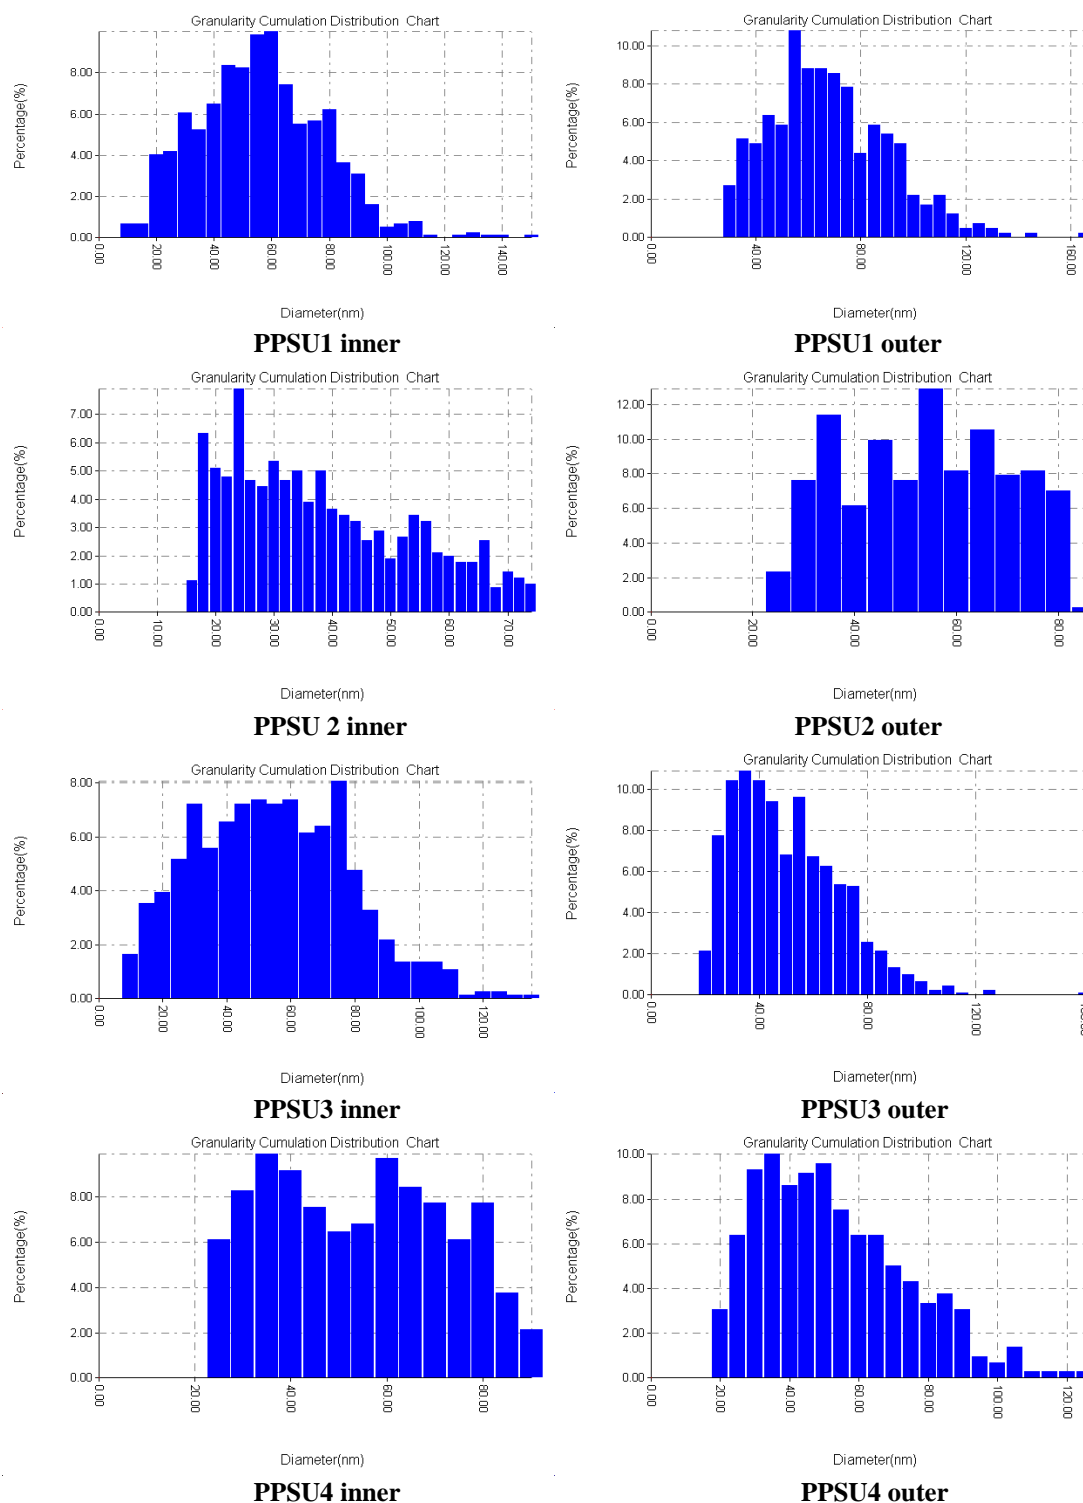 Granularity Cumulation Distribution Chart
Percentage(%)
8.00
6.00
4.00
2.00
0.00
0.00 20.00 40.00 60.00 80.00 100.00 120.00 140.00
Diameter(nm)
PPSU1 inner
Granularity Cumulation Distribution Chart
Percentage(%)
10.00
8.00
6.00
4.00
2.00
0.00
0.00 40.00 80.00 120.00 160.00
Diameter(nm)
PPSU1 outer
Granularity Cumulation Distribution Chart
Percentage(%)
7.00
6.00
5.00
4.00
3.00
2.00
1.00
0.00
0.00 10.00 20.00 30.00 40.00 50.00 60.00 70.00
Diameter(nm)
PPSU 2 inner
Granularity Cumulation Distribution Chart
Percentage(%)
12.00
10.00
8.00
6.00
4.00
2.00
0.00
0.00 20.00 40.00 60.00 80.00
Diameter(nm)
PPSU2 outer
Granularity Cumulation Distribution Chart
Percentage(%)
8.00
6.00
4.00
2.00
0.00
0.00 20.00 40.00 60.00 80.00 100.00 120.00
Diameter(nm)
PPSU3 inner
Granularity Cumulation Distribution Chart
Percentage(%)
10.00
8.00
6.00
4.00
2.00
0.00
0.00 40.00 80.00 120.00
Diameter(nm)
PPSU3 outer
Granularity Cumulation Distribution Chart
Percentage(%)
8.00
6.00
4.00
2.00
0.00
0.00 20.00 40.00 60.00 80.00
Diameter(nm)
PPSU4 inner
Granularity Cumulation Distribution Chart
Percentage(%)
10.00
8.00
6.00
4.00
2.00
0.00
0.00 20.00 40.00 60.00 80.00 100.00 120.00
Diameter(nm)
PPSU4 outer